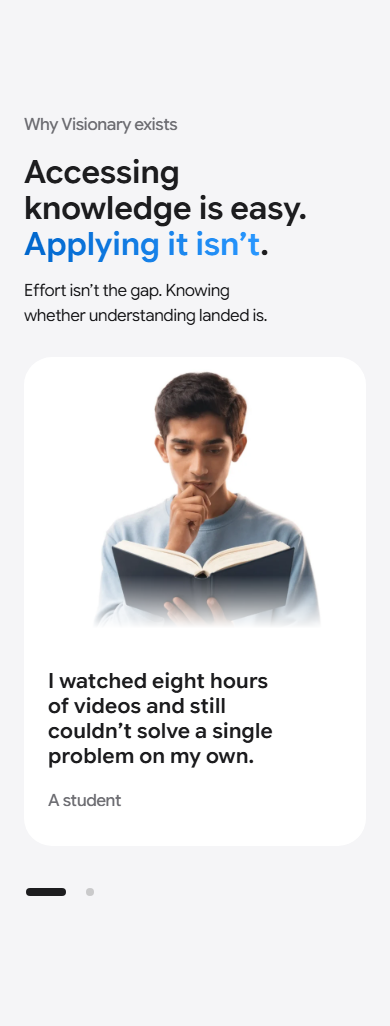 Why Visionary exists
Accessing
knowledge is easy.
Applying it isn’t.
Effort isn’t the gap. Knowing
whether understanding landed is.
I watched eight hours
of videos and still
couldn’t solve a single
problem on my own.
A student